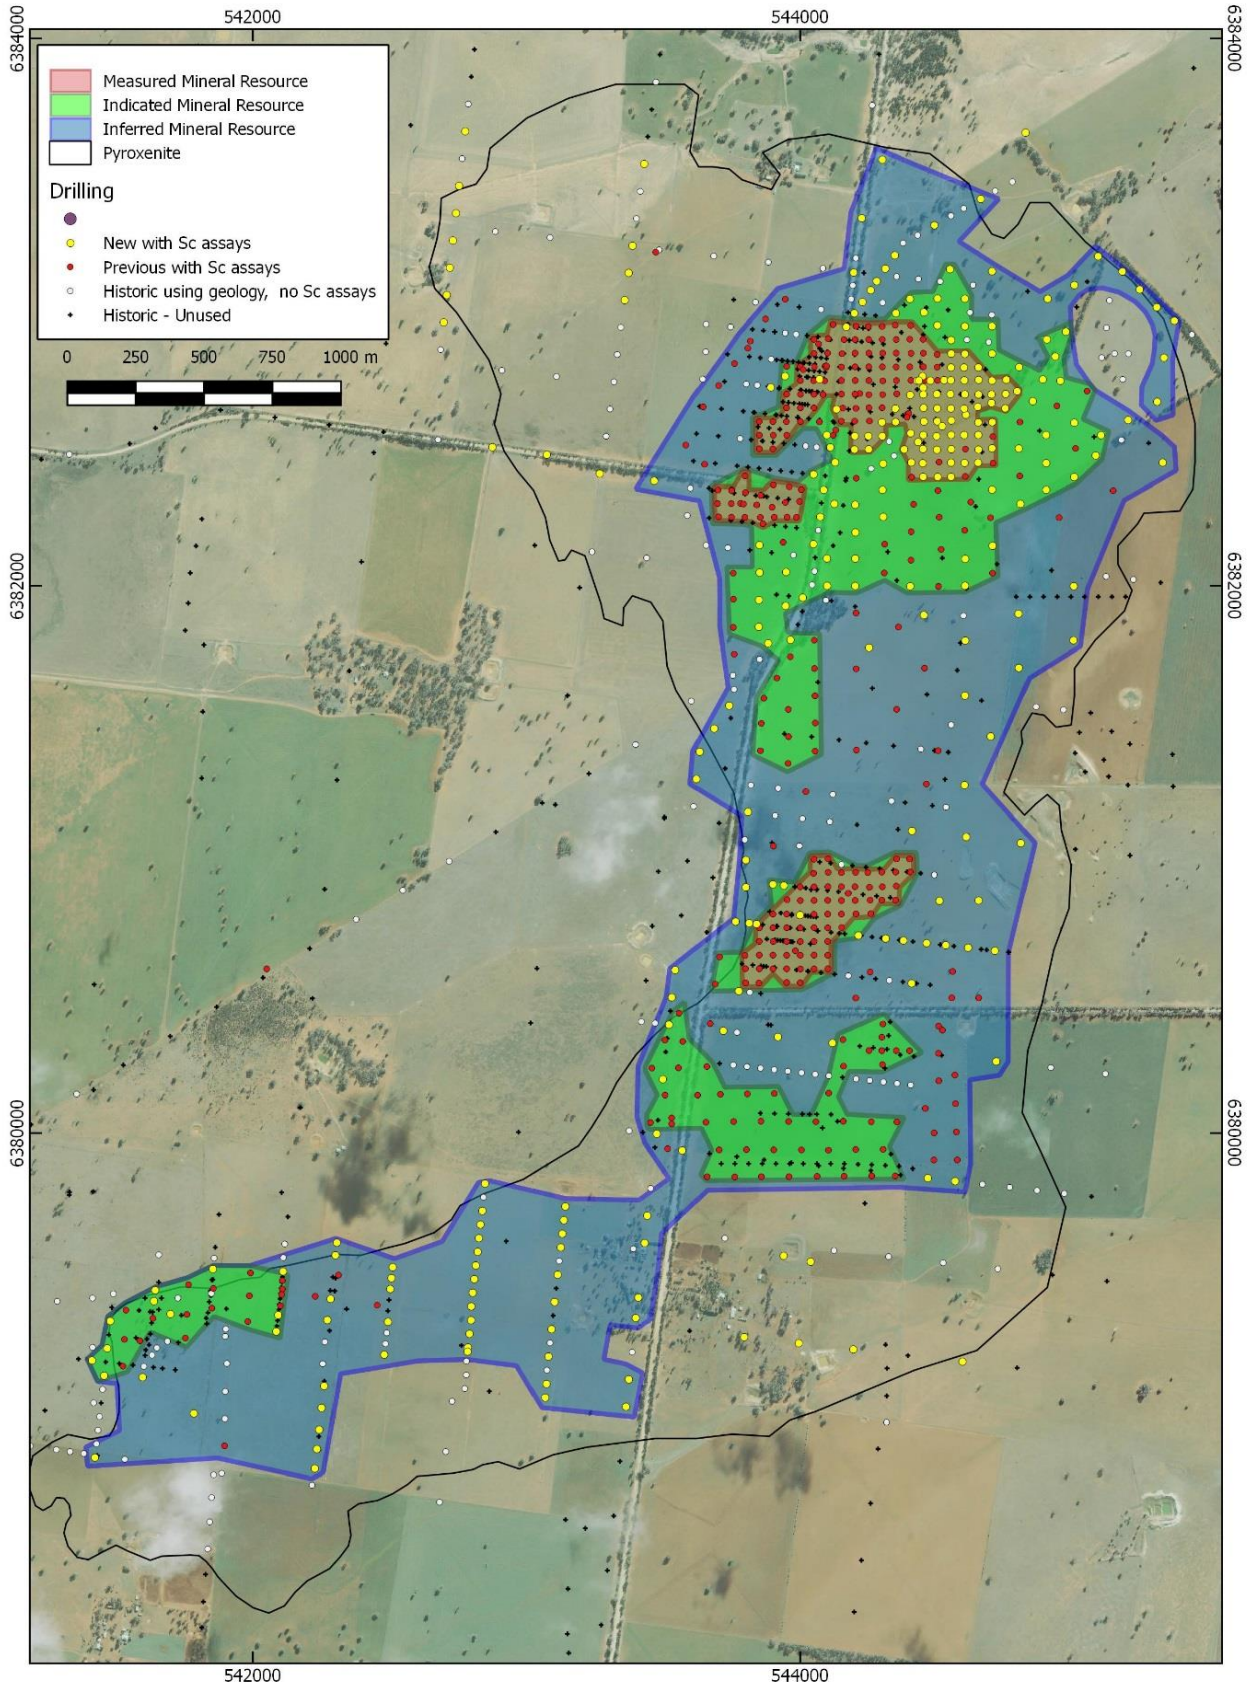 542000
544000
6384000
6384000
Measured Mineral Resource
Indicated Mineral Resource
Inferred Mineral Resource
Pyroxenite
Drilling
New with Sc assays
Previous with Sc assays
Historic using geology, no Sc assays
Historic - Unused
0 250 500 750 1000 m
6382000
6382000
6380000
6380000
542000
544000